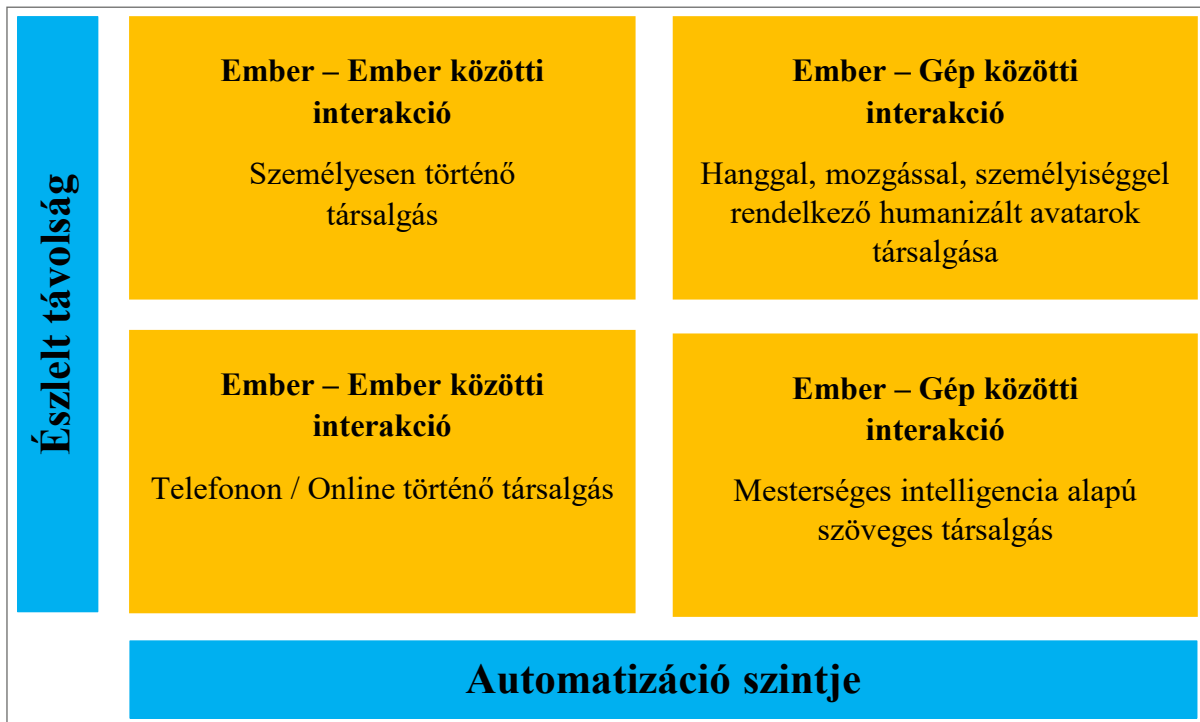 Észlelt távolság
Ember – Ember közötti
interakció
Személyesen történő
társalgás
Ember – Gép közötti
interakció
Hanggal, mozgással, személyiséggel
rendelkező humanizált avatarok
társalgása
Ember – Ember közötti
interakció
Telefonon / Online történő társalgás
Ember – Gép közötti
interakció
Mesterséges intelligencia alapú
szöveges társalgás
Automatizáció szintje